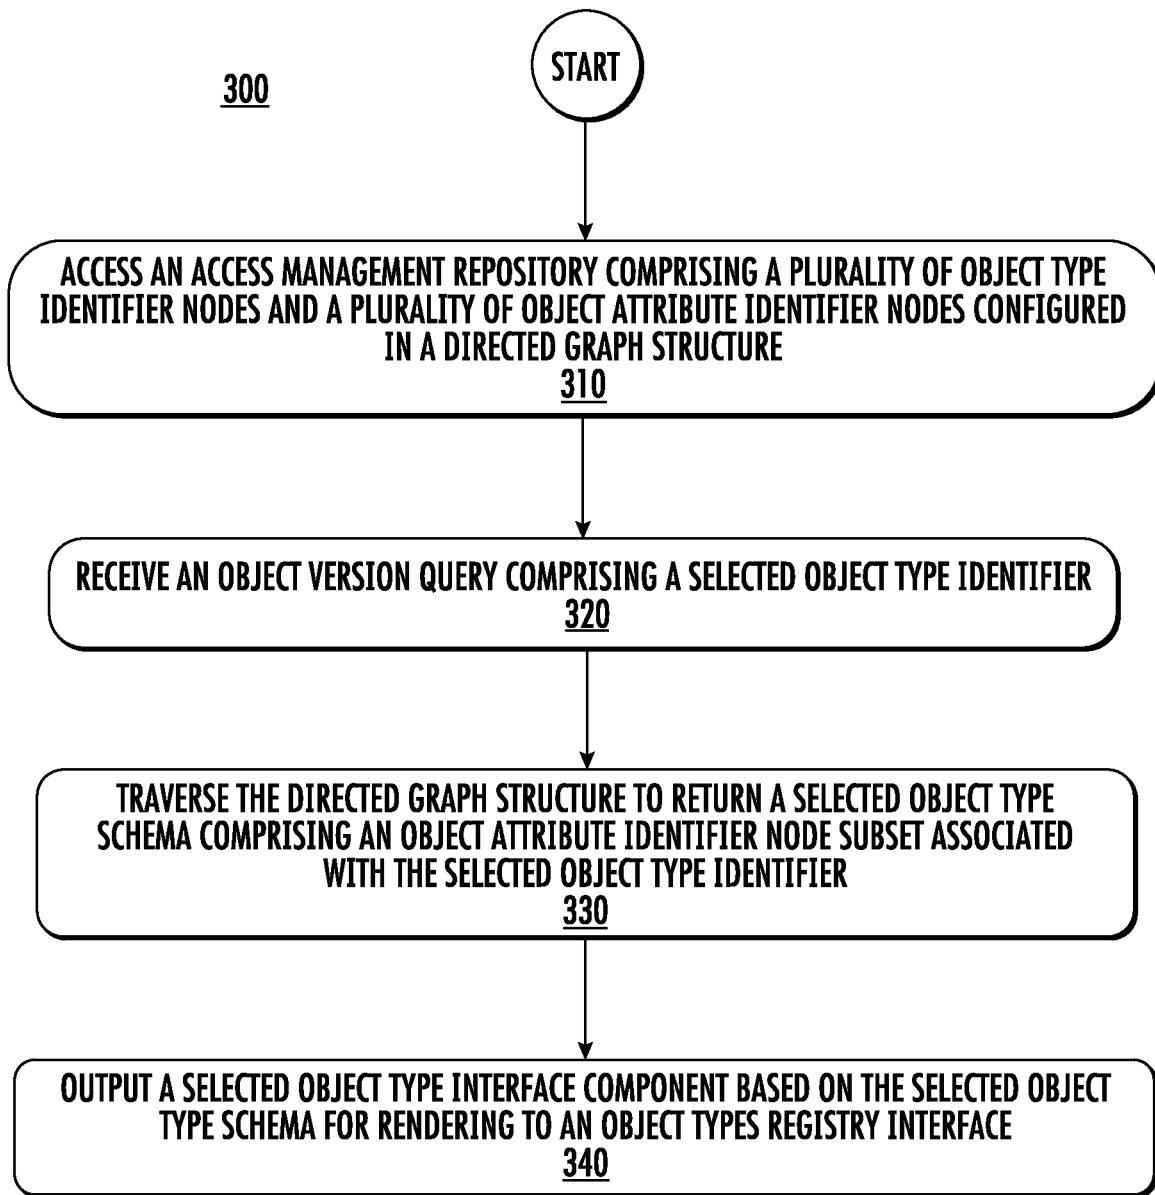 START
300
ACCESS AN ACCESS MANAGEMENT REPOSITORY COMPRISING A PLURALITY OF OBJECT TYPE
IDENTIFIER NODES AND A PLURALITY OF OBJECT ATTRIBUTE IDENTIFIER NODES CONFIGURED
IN A DIRECTED GRAPH STRUCTURE
310
RECEIVE AN OBJECT VERSION QUERY COMPRISING A SELECTED OBJECT TYPE IDENTIFIER
320
TRAVERSE THE DIRECTED GRAPH STRUCTURE TO RETURN A SELECTED OBJECT TYPE
SCHEMA COMPRISING AN OBJECT ATTRIBUTE IDENTIFIER NODE SUBSET ASSOCIATED
WITH THE SELECTED OBJECT TYPE IDENTIFIER
330
OUTPUT A SELECTED OBJECT TYPE INTERFACE COMPONENT BASED ON THE SELECTED OBJECT
TYPE SCHEMA FOR RENDERING TO AN OBJECT TYPES REGISTRY INTERFACE
340